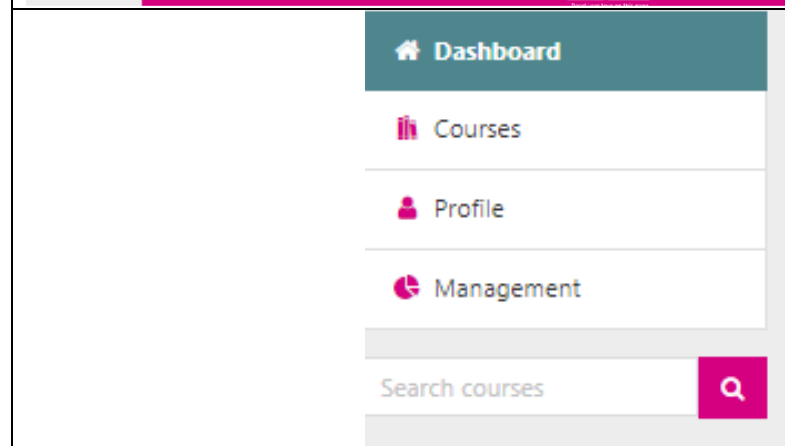 Dashboard
Courses
Profile
Management
Search courses